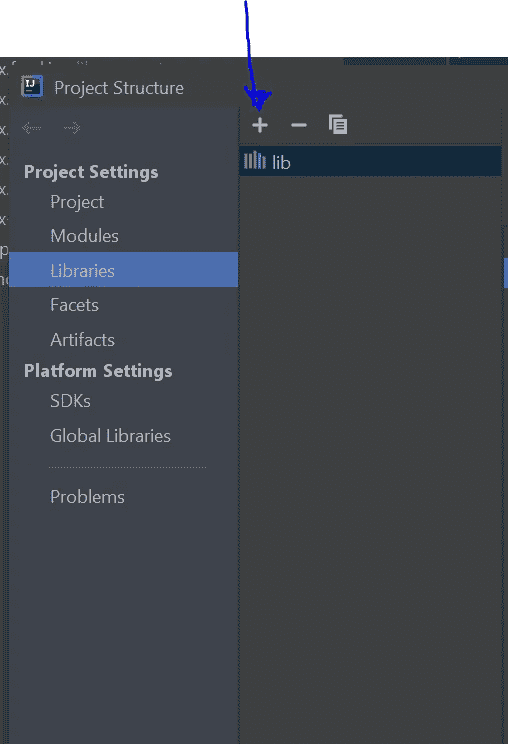 Project Structure
Project Settings
Project
Modules
Libraries
Facets
Artifacts
Platform Settings
SDKs
Global Libraries
Problems
lib